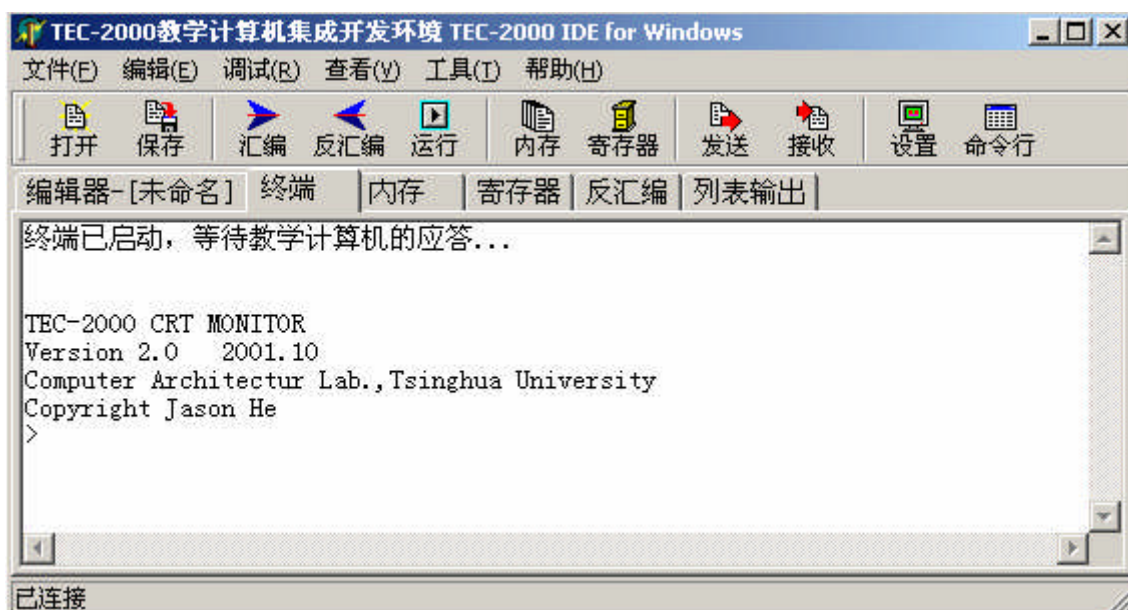 TEC-2000教学计算机集成开发环境 TEC-2000 IDE for Windows
文件(F) 编辑(E) 调试(R) 查看(V) 工具(T) 帮助(H)
打开 保存 汇编 反汇编 运行 内存 寄存器 发送 接收 设置 命令行
编辑器-[未命名] 终端 内存 寄存器 反汇编 列表输出
终端已启动，等待教学计算机的应答...
TEC-2000 CRT MONITOR
Version 2.0 2001.10
Computer Architectur Lab.,Tsinghua University
Copyright Jason He
>
已连接